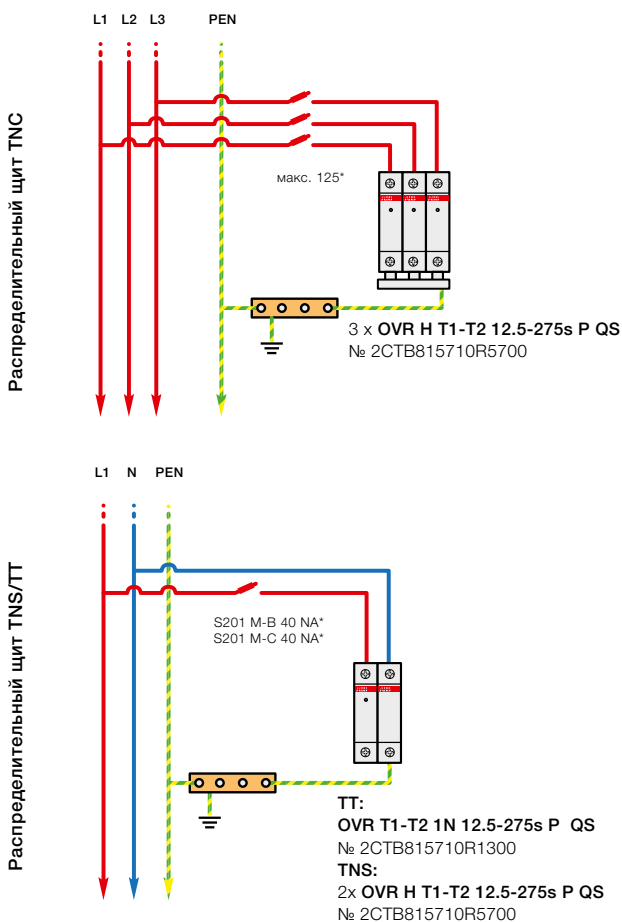 L1 L2 L3 PEN
Распределительный щит TNC
макс. 125*
3 x OVR H T1-T2 12.5-275s P QS
№ 2CTB815710R5700
L1 N PEN
Распределительный щит TNS/TT
S201 M-B 40 NA*
S201 M-C 40 NA*
TT:
OVR T1-T2 1N 12.5-275s P QS
№ 2CTB815710R1300
TNS:
2x OVR H T1-T2 12.5-275s P QS
№ 2CTB815710R5700